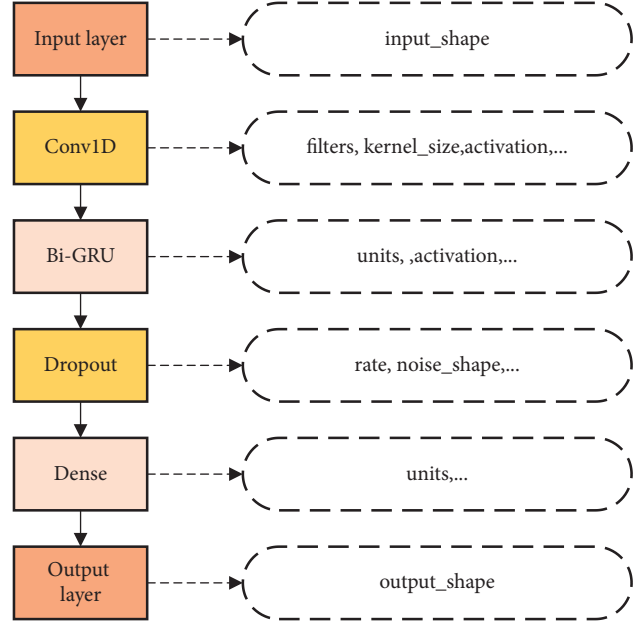 Input layer
input_shape
Conv1D
filters, kernel_size,activation,...
Bi-GRU
units, ,activation,...
Dropout
rate, noise_shape,...
Dense
units,...
Output
layer
output_shape